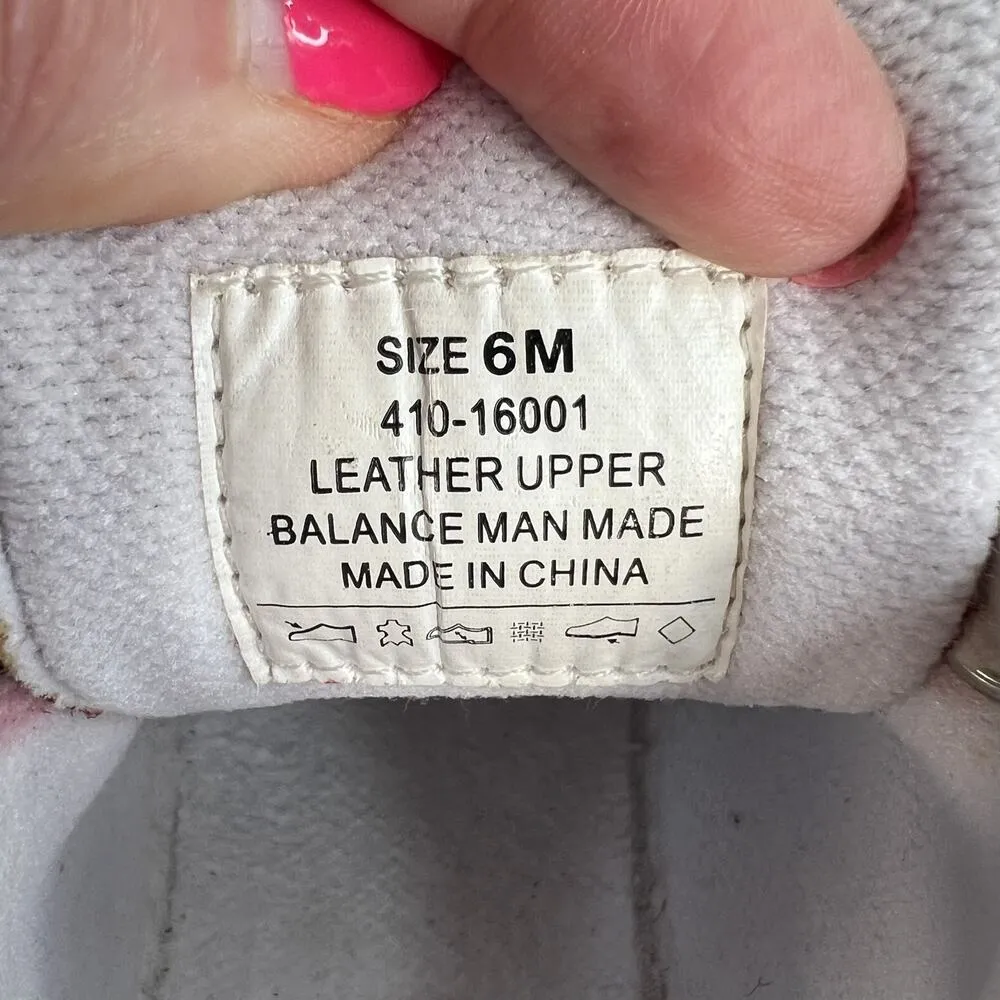 SIZE 6M
410-16001
LEATHER UPPER
BALANCE MAN MADE
MADE IN CHINA